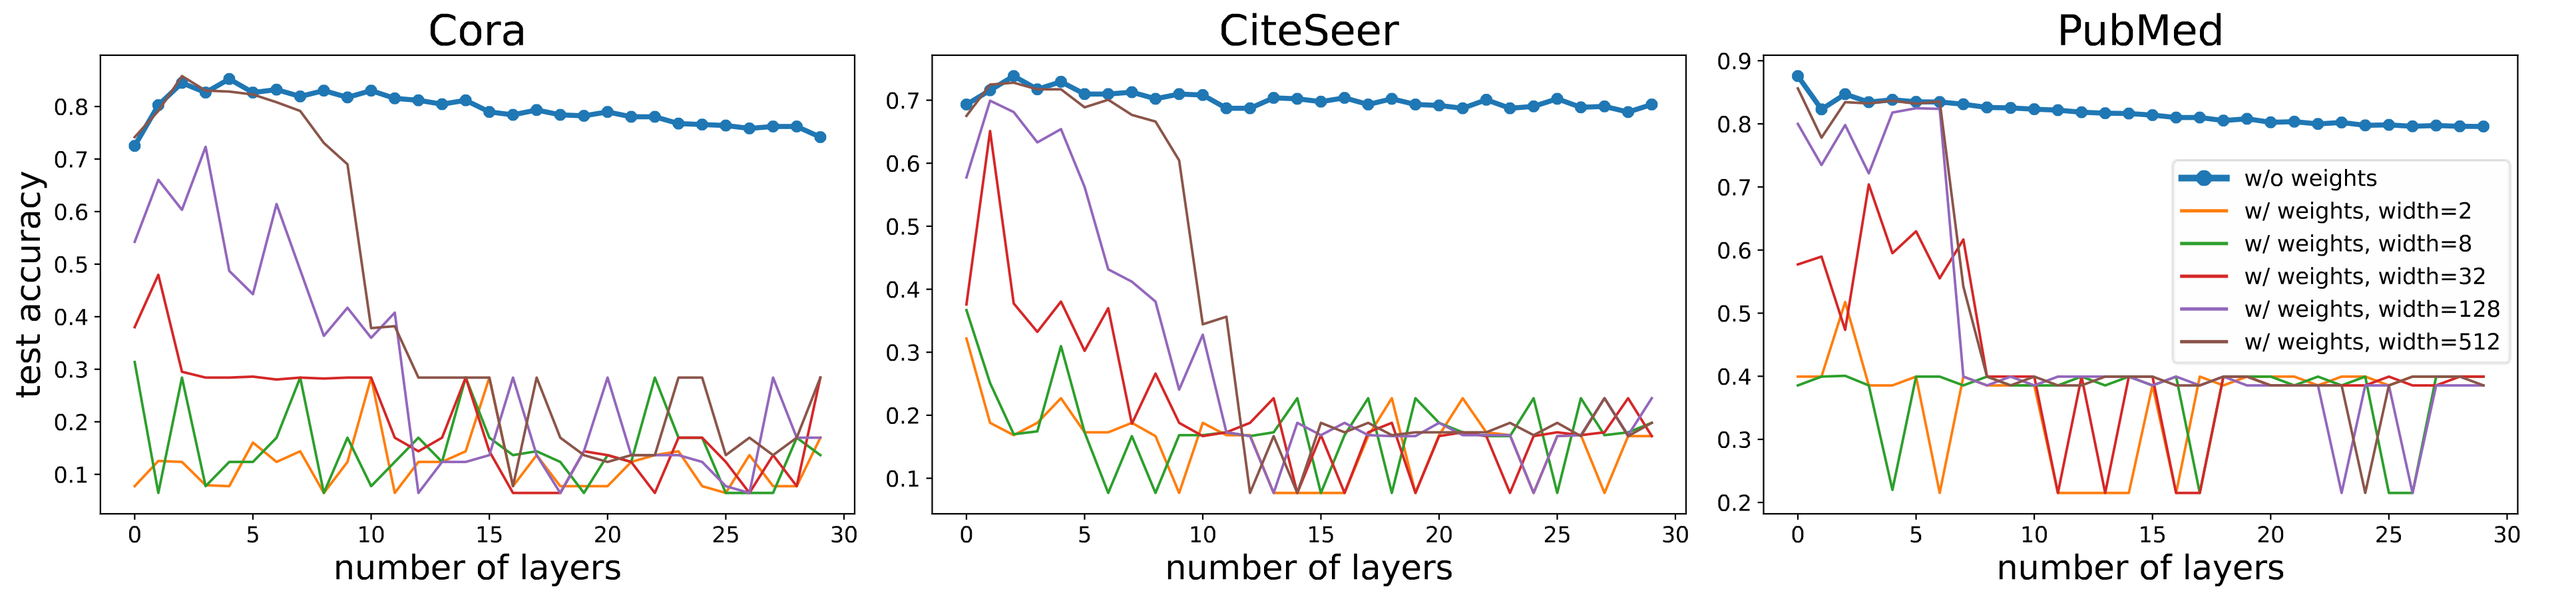 Cora
CiteSeer
PubMed
test accuracy
0.8
0.7
0.6
0.5
0.4
0.3
0.2
0.1
0 5 10 15 20 25 30
number of layers
0.7
0.6
0.5
0.4
0.3
0.2
0.1
0 5 10 15 20 25 30
number of layers
0.9
0.8
0.7
0.6
0.5
0.4
0.3
0.2
0 5 10 15 20 25 30
number of layers
w/o weights
w/ weights, width=2
w/ weights, width=8
w/ weights, width=32
w/ weights, width=128
w/ weights, width=512